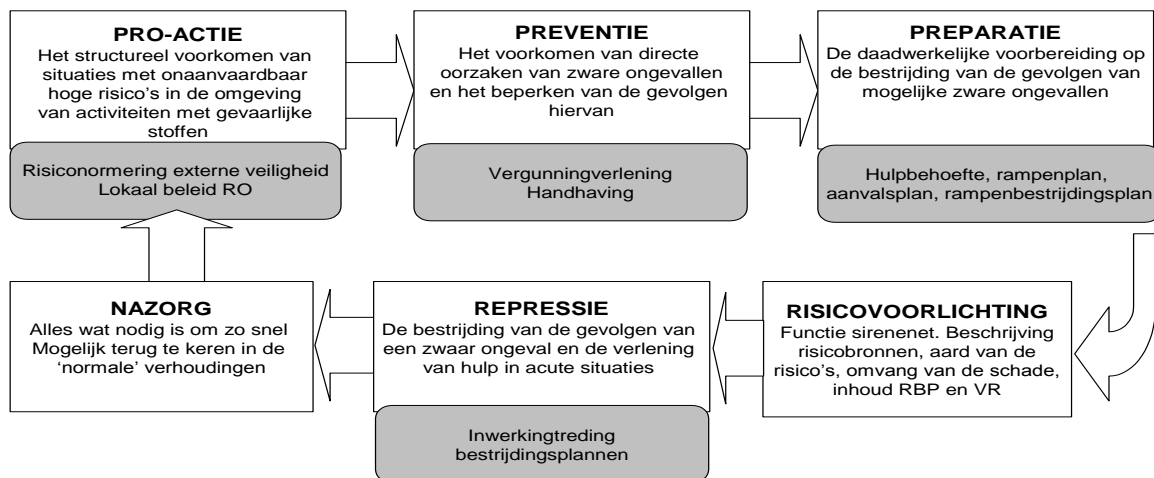 PRO-ACTIE
Het structureel voorkomen van
situaties met onaanvaardbaar
hoge risico's in de omgeving
van activiteiten met gevaarlijke
stoffen
Risiconormering externe veiligheid
Lokaal beleid RO
PREVENTIE
Het voorkomen van directe
oorzaken van zware ongevallen
en het beperken van de gevolgen
hiervan
Vergunningverlening
Handhaving
PREPARATIE
De daadwerkelijke voorbereiding op
de bestrijding van de gevolgen van
mogelijke zware ongevallen
Hulpbehoefte, rampenplan,
aanvalsplan, rampenbestrijdingsplan
RISICOVOORLICHTING
Functie sirenenet. Beschrijving
risicobronnen, aard van de
risico's, omvang van de schade,
inhoud RBP en VR
REPRESSIE
De bestrijding van de gevolgen van
een zwaar ongeval en de verlening
van hulp in acute situaties
Inwerkingtreding
bestrijdingsplannen
NAZORG
Alles wat nodig is om zo snel
Mogelijk terug te keren in de
'normale' verhoudingen